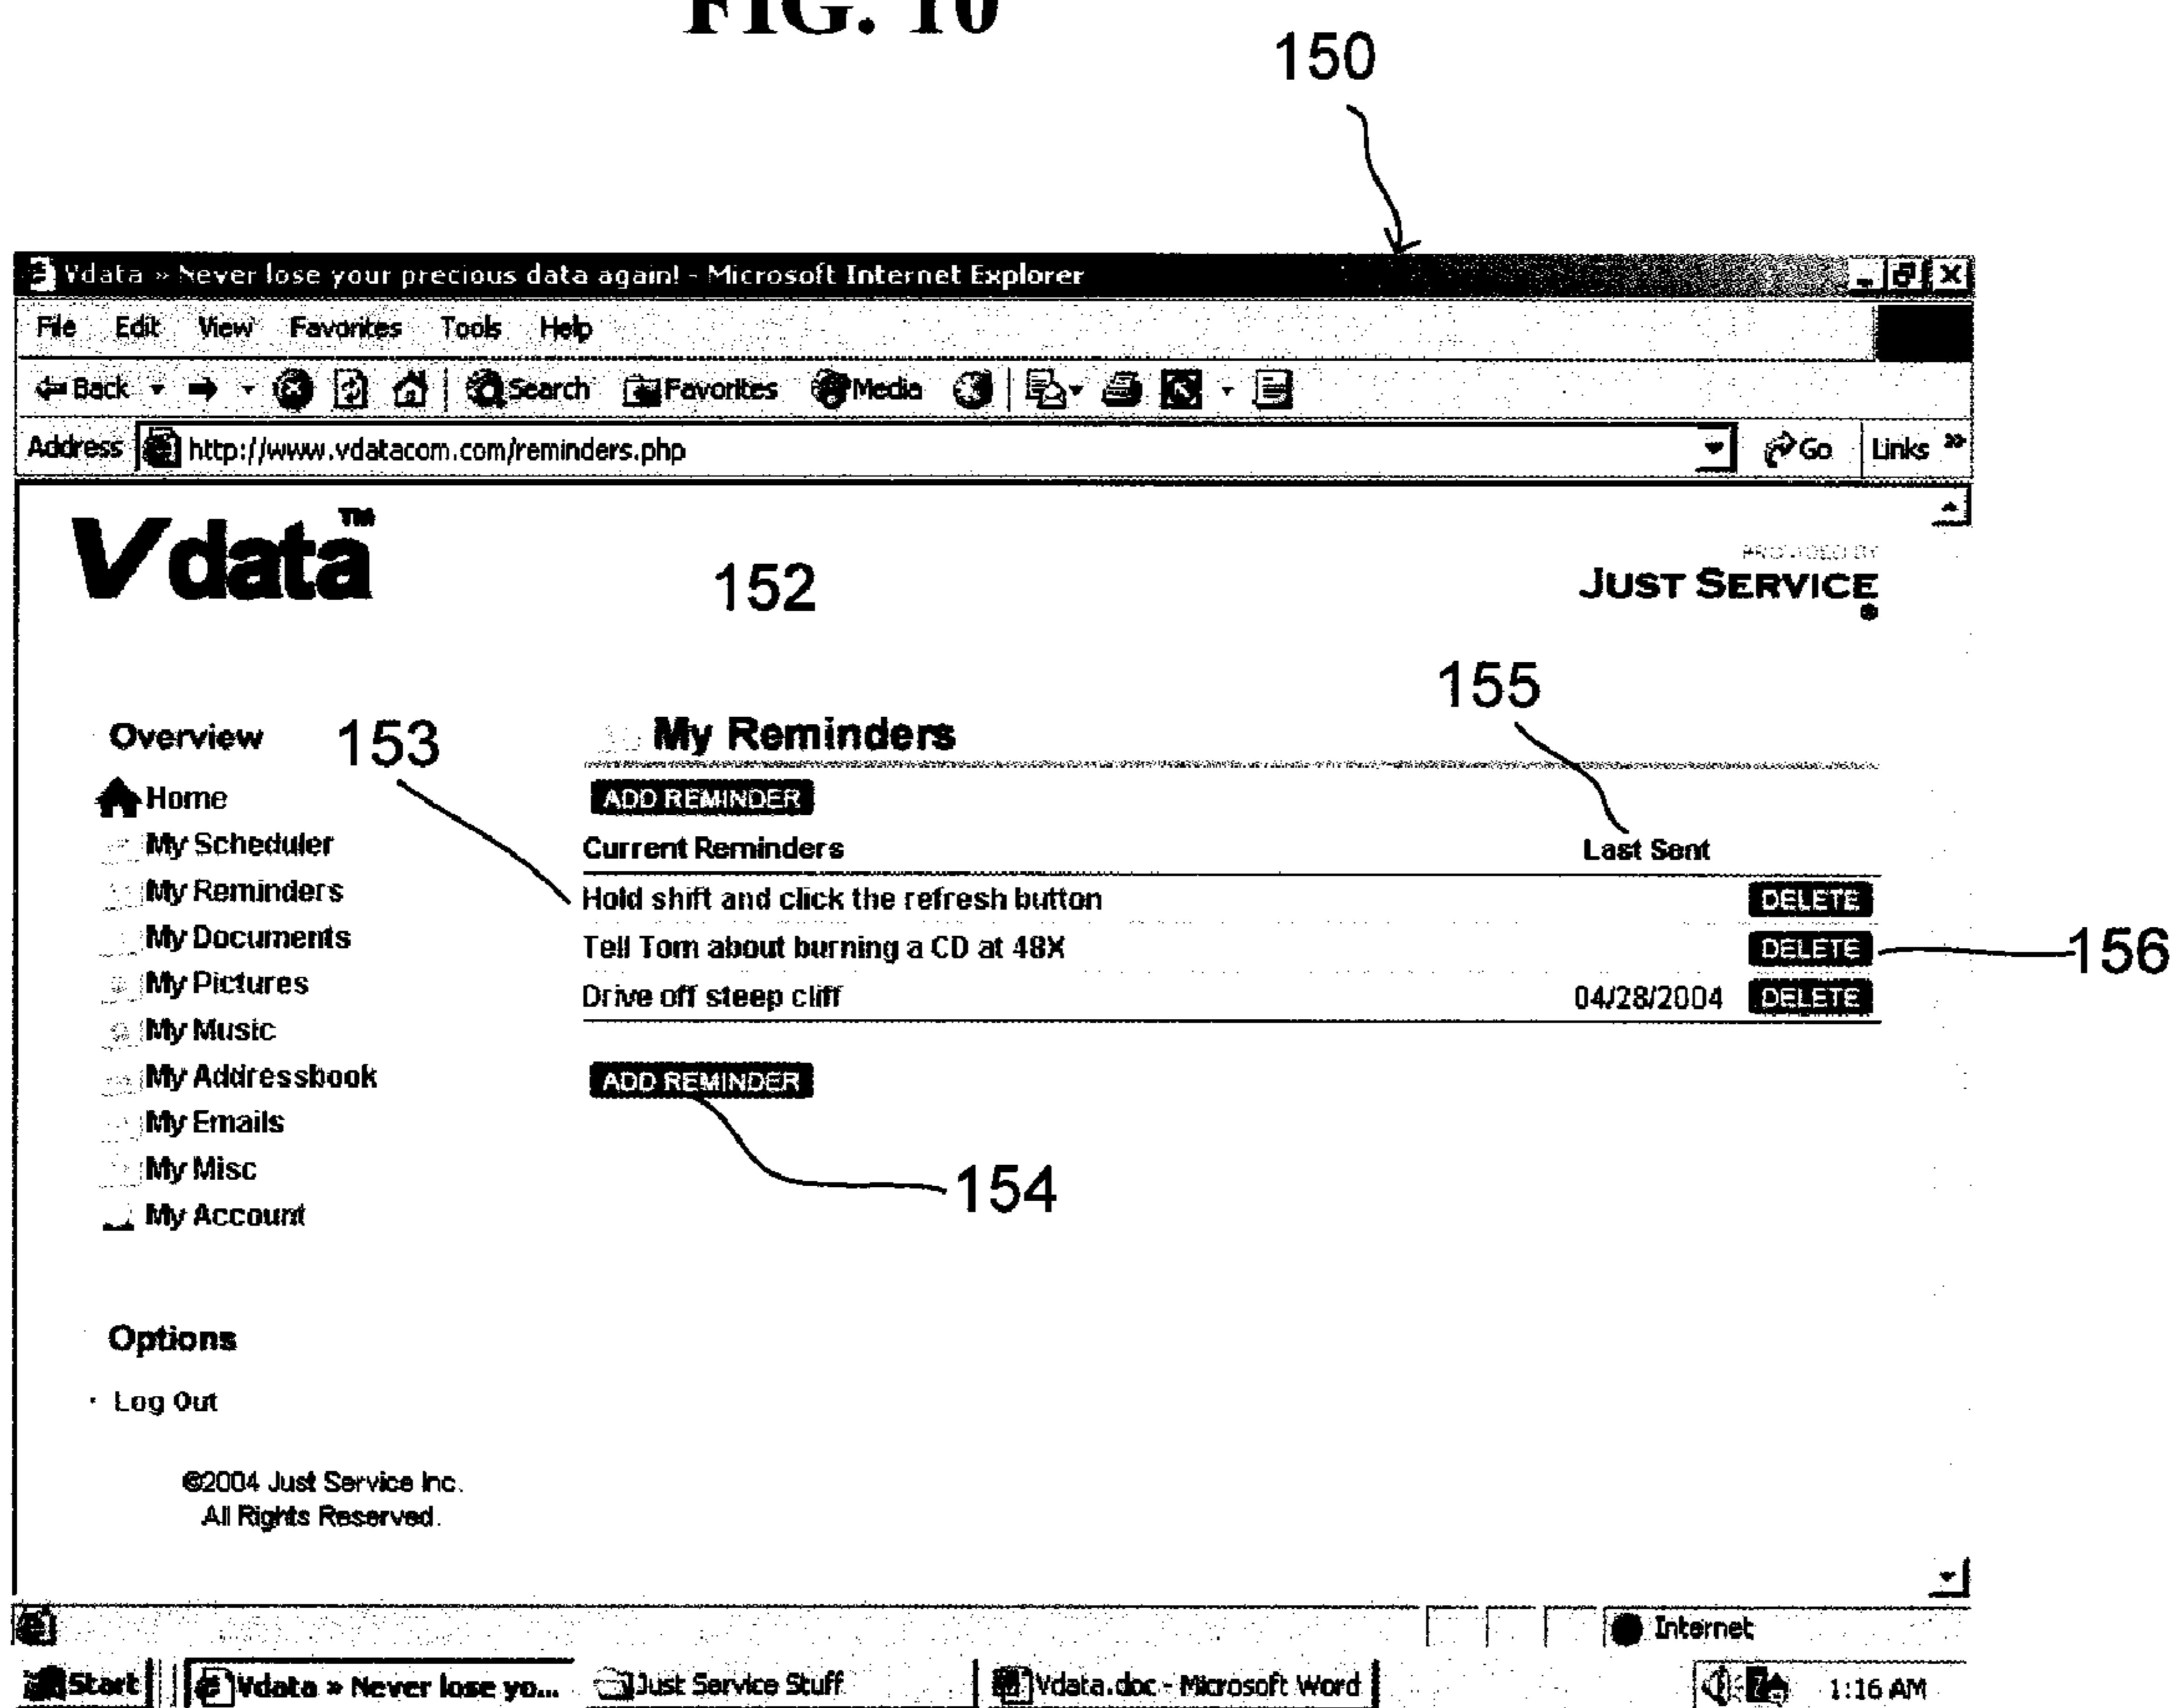 FIG. 10
150
Vdata » Never lose your precious data again! - Microsoft Internet Explorer
File Edit View Favorites Tools Help
Back Search Favorites Media
Address http://www.vdatacom.com/reminders.php Go Links »
Vdata™
152
PROVIDED BY
JUST SERVICE
®
155
Overview
153
My Reminders
Home
ADD REMINDER
My Scheduler
Current Reminders Last Sent
My Reminders
Hold shift and click the refresh button DELETE
My Documents
Tell Tom about burning a CD at 48X DELETE
156
My Pictures
Drive off steep cliff 04/28/2004 DELETE
My Music
My Addressbook
ADD REMINDER
My Emails
My Misc
154
My Account
Options
· Log Out
©2004 Just Service Inc.
All Rights Reserved.
Internet
Start Vdata » Never lose yo... Just Service Stuff Vdata.doc - Microsoft Word 1:16 AM